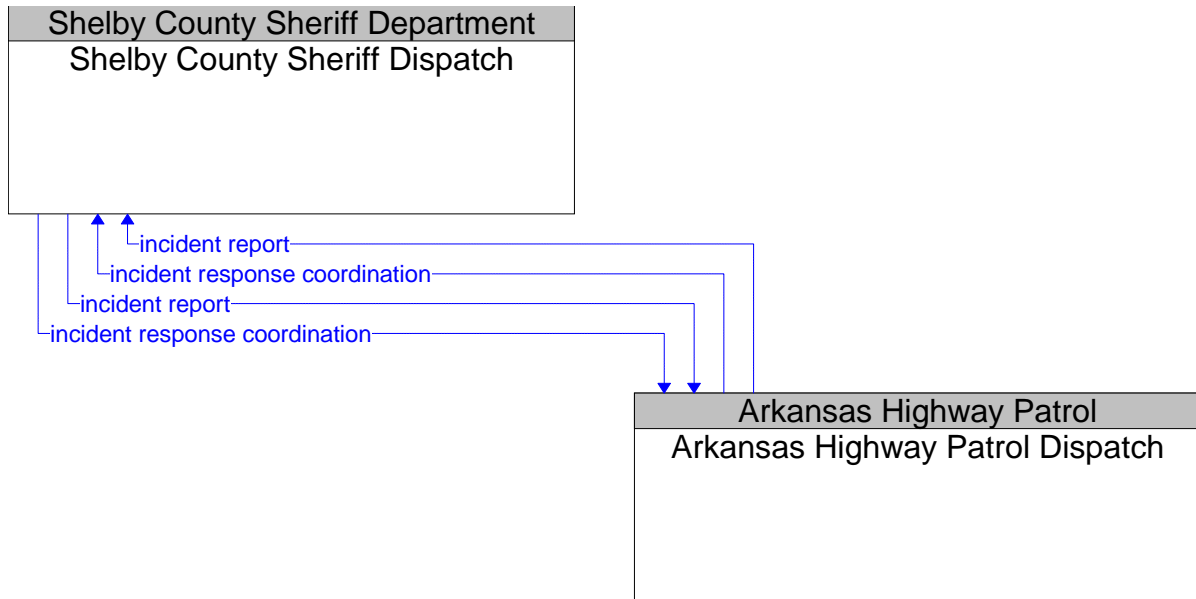 Shelby County Sheriff Department
Shelby County Sheriff Dispatch
incident report
incident response coordination
incident report
incident response coordination
Arkansas Highway Patrol
Arkansas Highway Patrol Dispatch